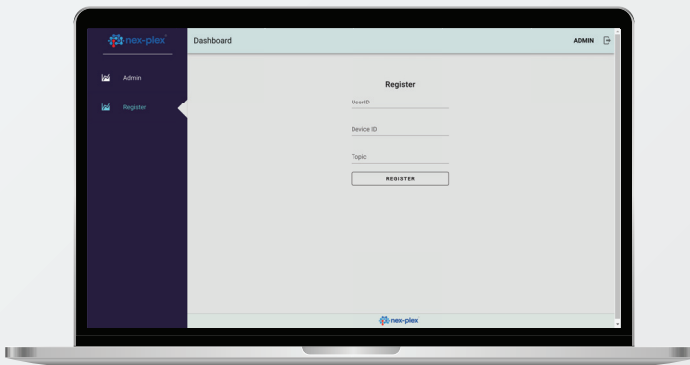 nex-plex
Dashboard
ADMIN
Admin
Register
Register
UserID
Device ID
Topic
REGISTER
nex-plex